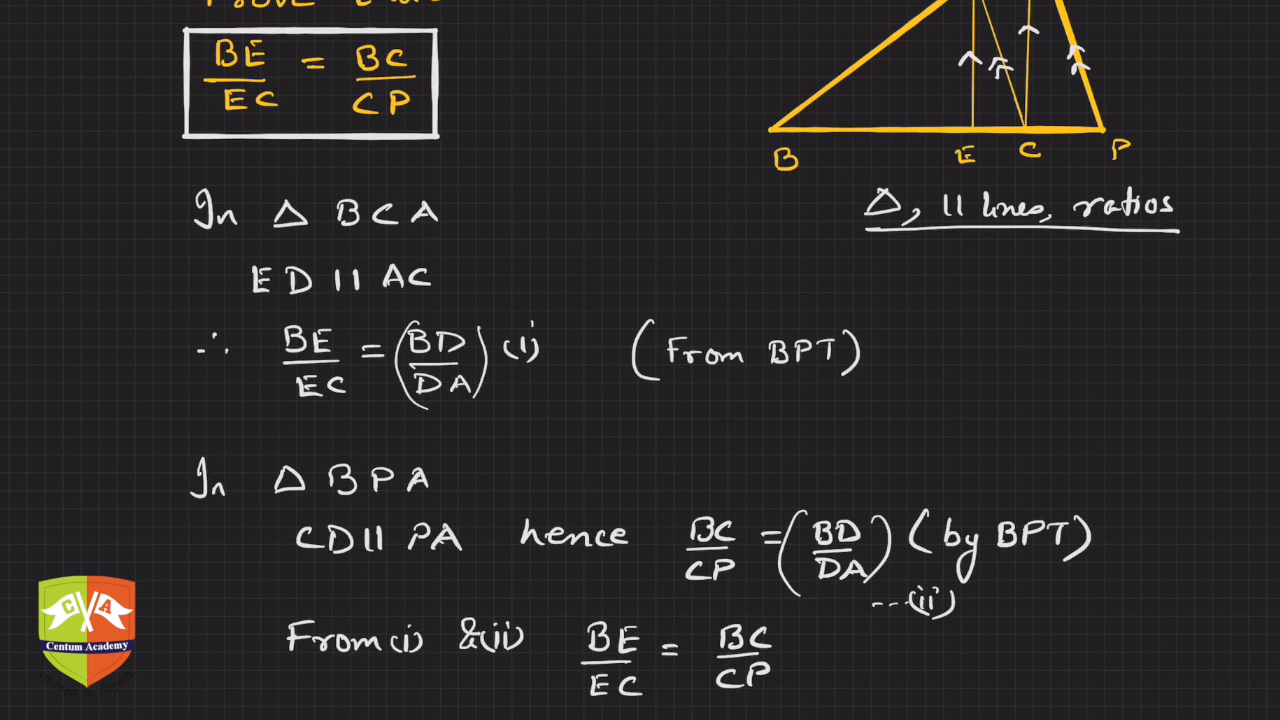 BE/EC = BC/CP
B E C P
Δ, || lines, ratios
In Δ BCA
ED || AC
∴ BE/EC = (BD/DA) (i) (From BPT)
In Δ BPA
CD || PA hence BC/CP = (BD/DA) (by BPT)
---(ii)
From (i) & (ii) BE/EC = BC/CP
CA
Centum Academy